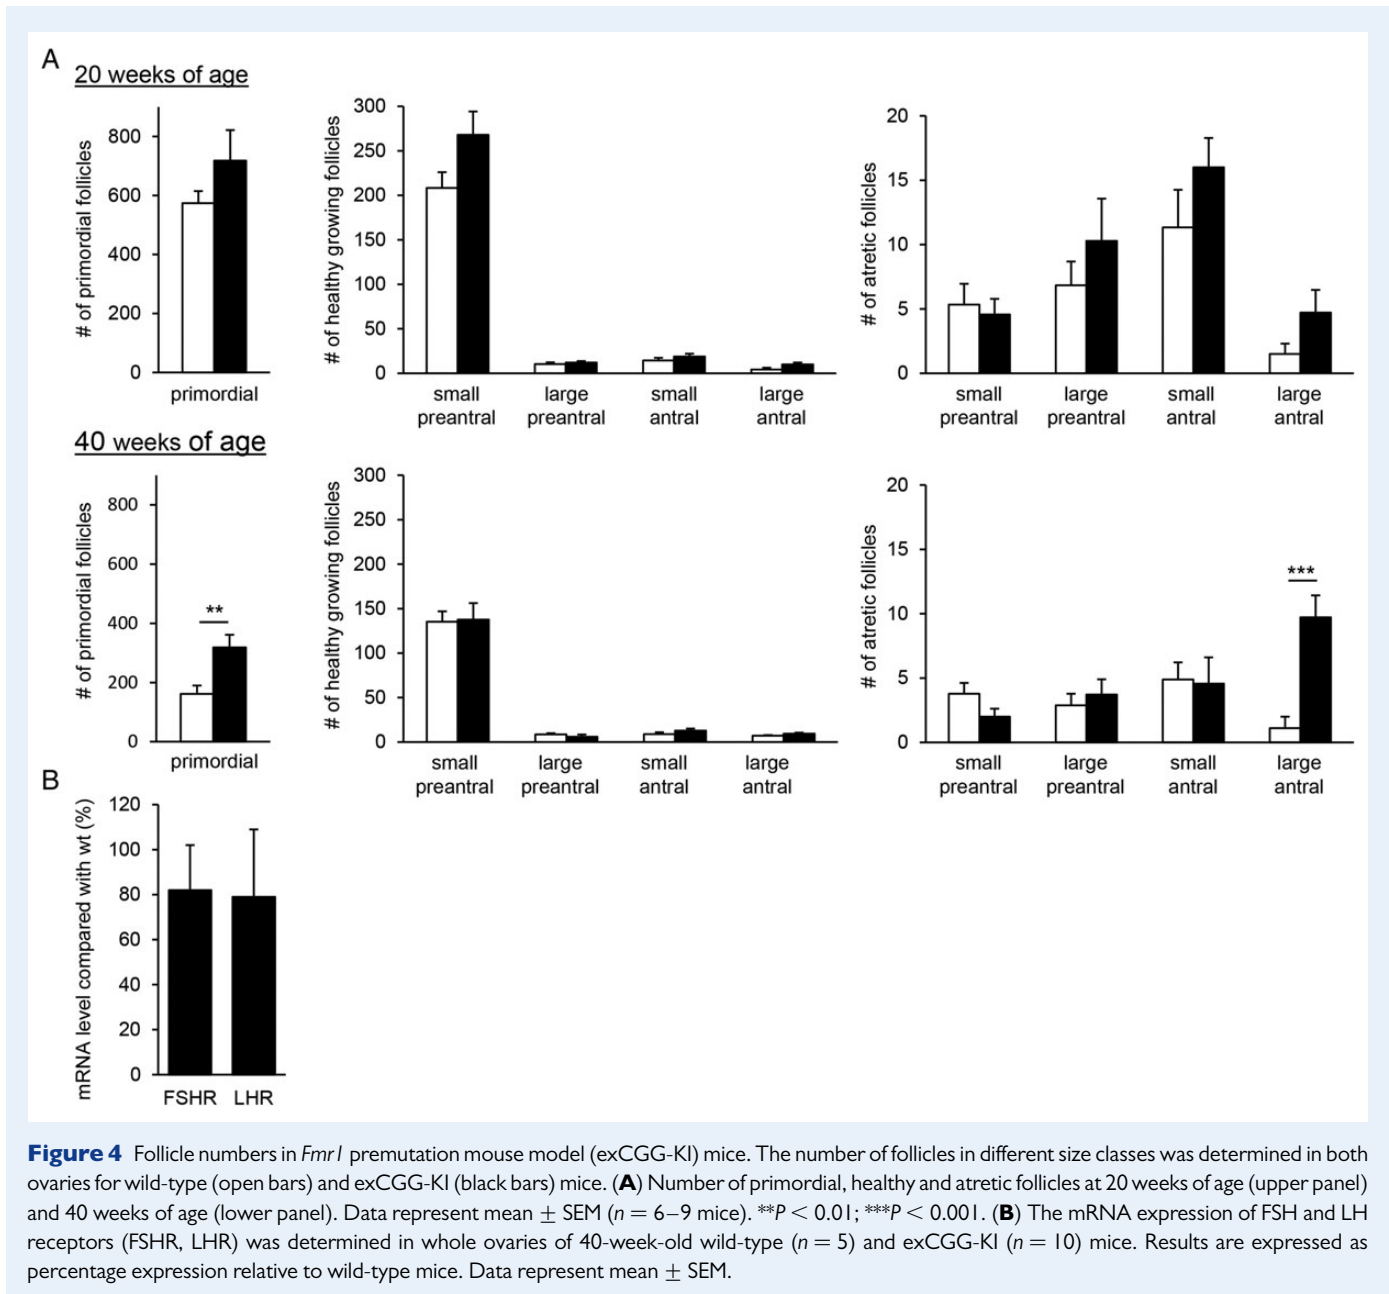 A
20 weeks of age
# of primordial follicles
800
600
400
200
0
primordial
# of healthy growing follicles
300
250
200
150
100
50
0
small preantral
large preantral
small antral
large antral
# of atretic follicles
20
15
10
5
0
small preantral
large preantral
small antral
large antral
40 weeks of age
# of primordial follicles
800
600
400
200
0
**
primordial
# of healthy growing follicles
300
250
200
150
100
50
0
small preantral
large preantral
small antral
large antral
# of atretic follicles
20
15
10
5
0
***
small preantral
large preantral
small antral
large antral
B
mRNA level compared with wt (%)
120
100
80
60
40
20
0
FSHR LHR
Figure 4 Follicle numbers in Fmr1 premutation mouse model (exCGG-KI) mice. The number of follicles in different size classes was determined in both
ovaries for wild-type (open bars) and exCGG-KI (black bars) mice. (A) Number of primordial, healthy and atretic follicles at 20 weeks of age (upper panel)
and 40 weeks of age (lower panel). Data represent mean ± SEM (n = 6–9 mice). **P < 0.01; ***P < 0.001. (B) The mRNA expression of FSH and LH
receptors (FSHR, LHR) was determined in whole ovaries of 40-week-old wild-type (n = 5) and exCGG-KI (n = 10) mice. Results are expressed as
percentage expression relative to wild-type mice. Data represent mean ± SEM.